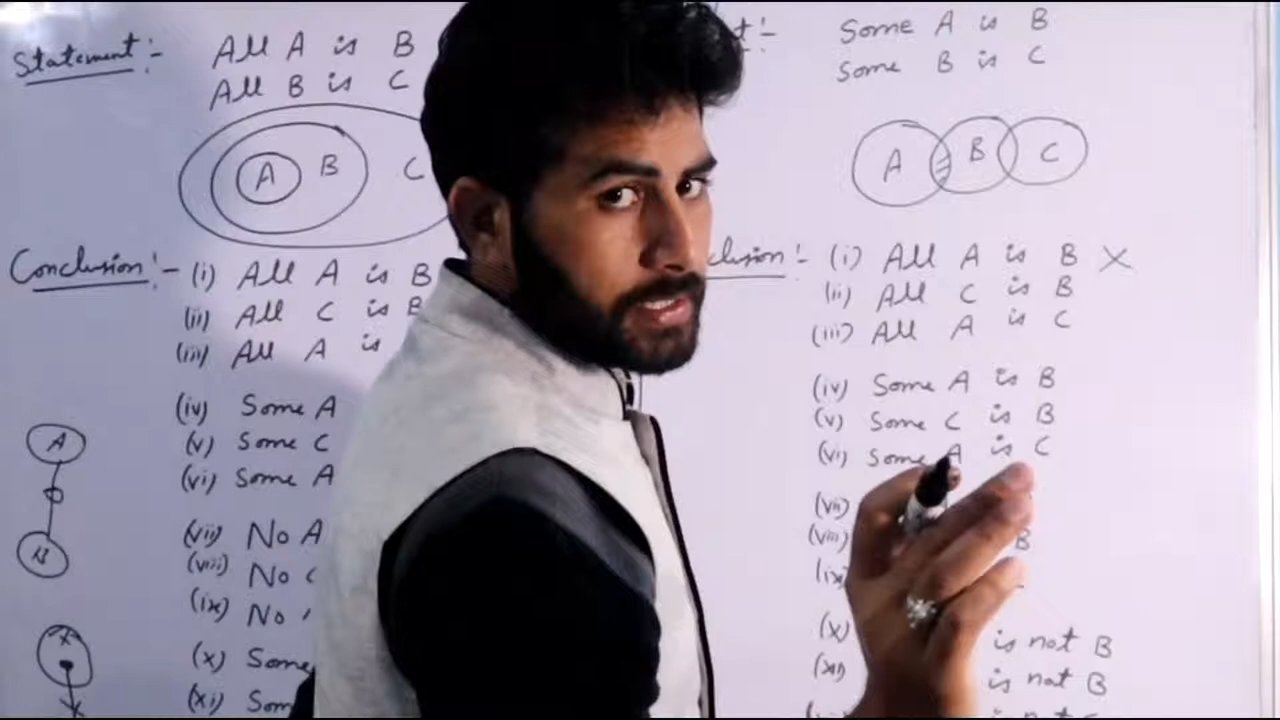 Statement :- All A is B
All B is C
A B C
Conclusion :- (i) All A is B
(ii) All C is B
(iii) All A is
(iv) Some A
(v) Some C
(vi) Some A
(vii) No A
(viii) No C
(ix) No
(x) Some
(xi) Som
A
x
t :- Some A is B
Some B is C
A B C
clusion :- (i) All A is B X
(ii) All C is B
(iii) All A is C
(iv) Some A is B
(v) Some C is B
(vi) Some A is C
(vii)
(viii) B
(ix
(x) is not B
(xi) is not B